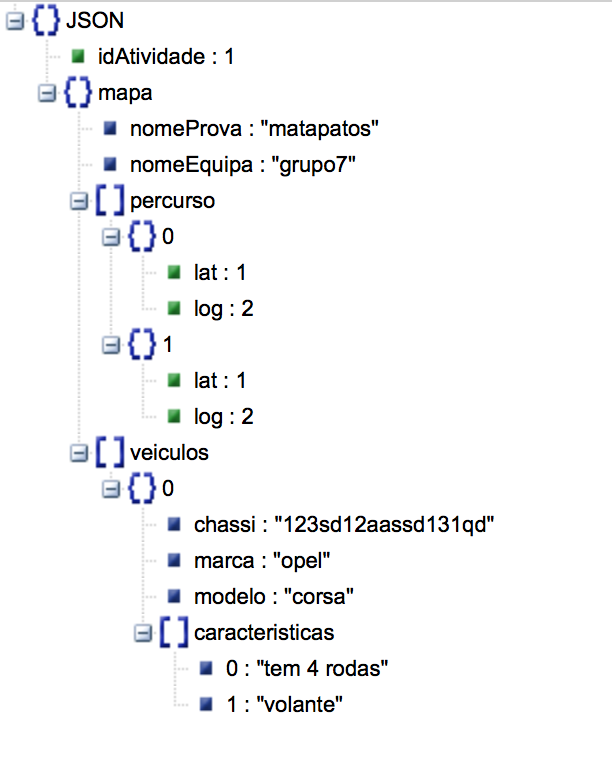 JSON
idAtividade : 1
mapa
nomeProva : "matapatos"
nomeEquipa : "grupo7"
percurso
0
lat : 1
log : 2
1
lat : 1
log : 2
veiculos
0
chassi : "123sd12aassd131qd"
marca : "opel"
modelo : "corsa"
caracteristicas
0 : "tem 4 rodas"
1 : "volante"